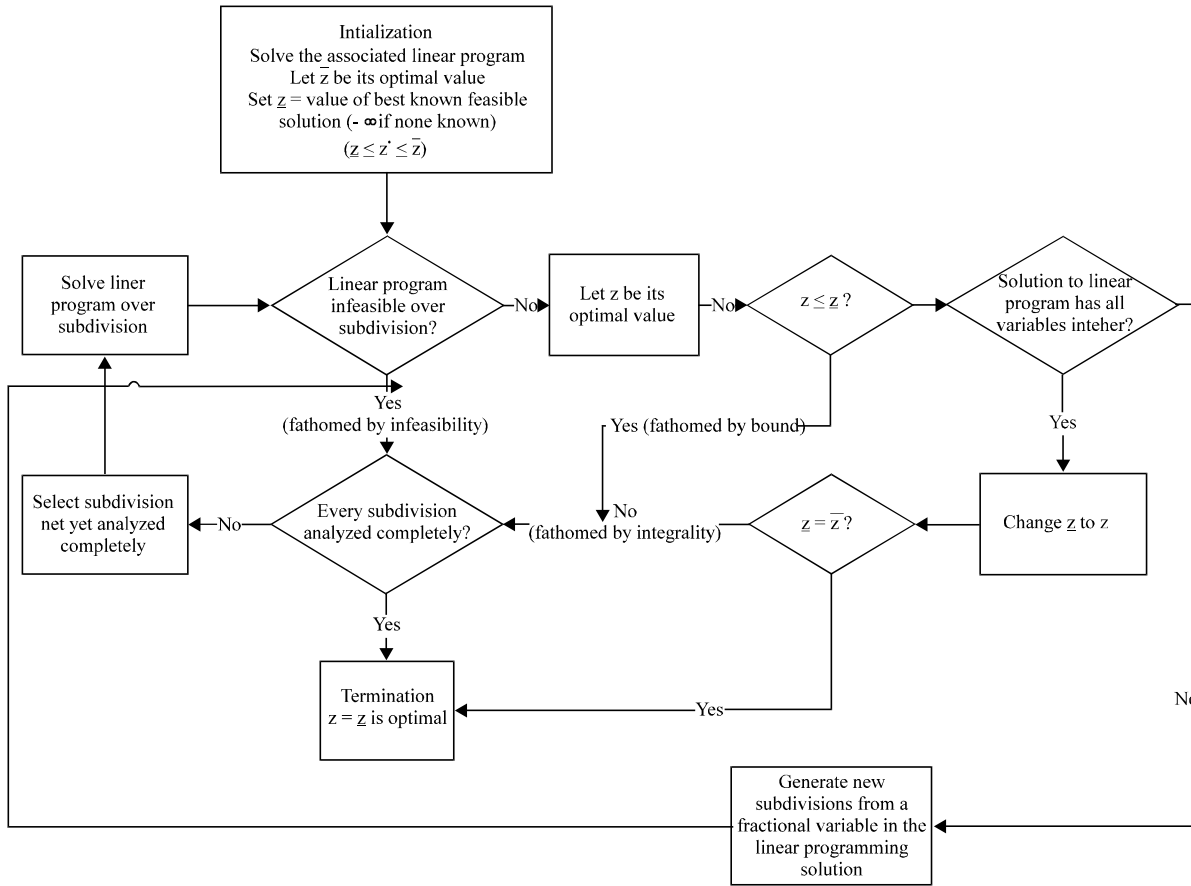 Intialization
Solve the associated linear program
Let z̅ be its optimal value
Set z̲ = value of best known feasible
solution (- ∞ if none known)
(z̲ ≤ z* ≤ z̅)
Solve liner
program over
subdivision
Linear program
infeasible over
subdivision?
No
Let z be its
optimal value
No
z ≤ z̲ ?
Solution to linear
program has all
variables inteher?
Yes
(fathomed by infeasibility)
Yes (fathomed by bound)
Yes
Select subdivision
net yet analyzed
completely
No
Every subdivision
analyzed completely?
No
(fathomed by integrality)
z̲ = z̅ ?
Change z̲ to z
Yes
Termination
z = z̲ is optimal
Yes
No
Generate new
subdivisions from a
fractional variable in the
linear programming
solution